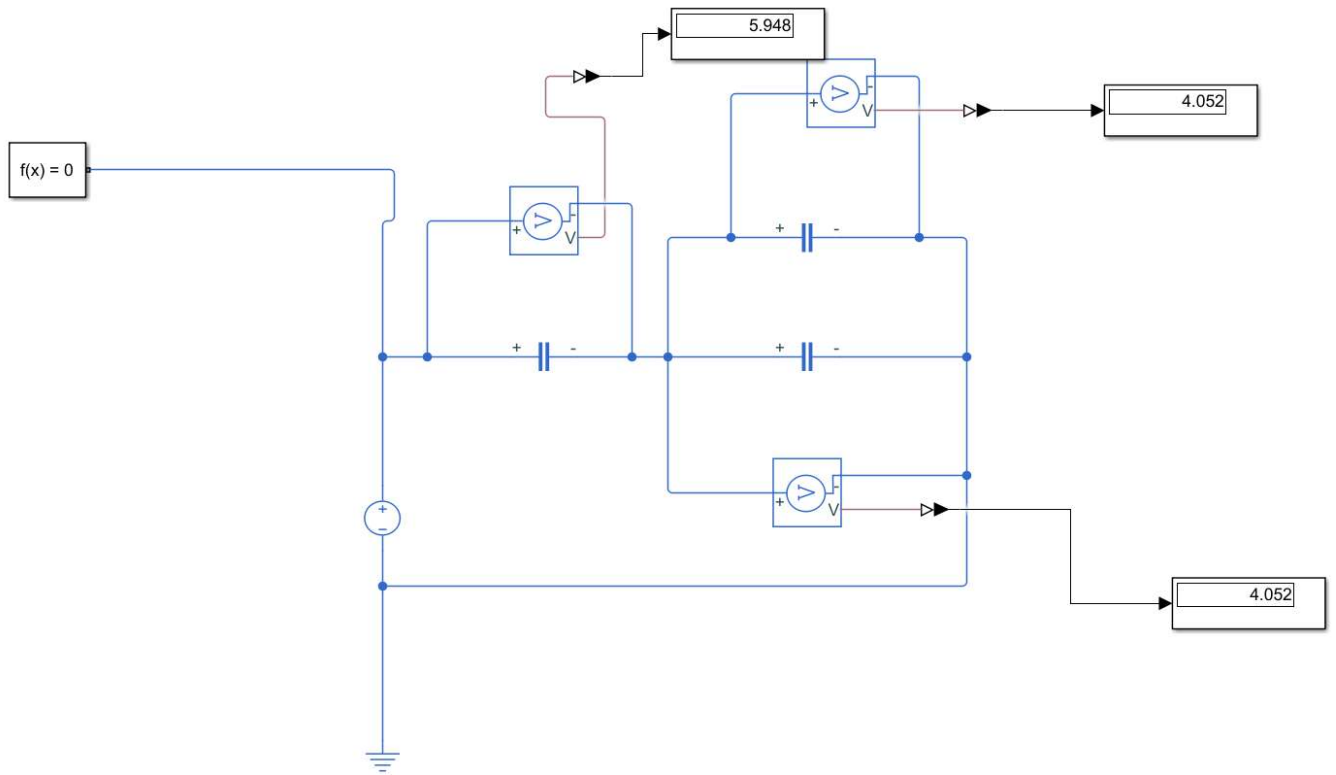 5.948
4.052
f(x) = 0
+
-
V
V
+
-
V
V
+ -
+ -
+ -
+
-
V
V
+
−
4.052